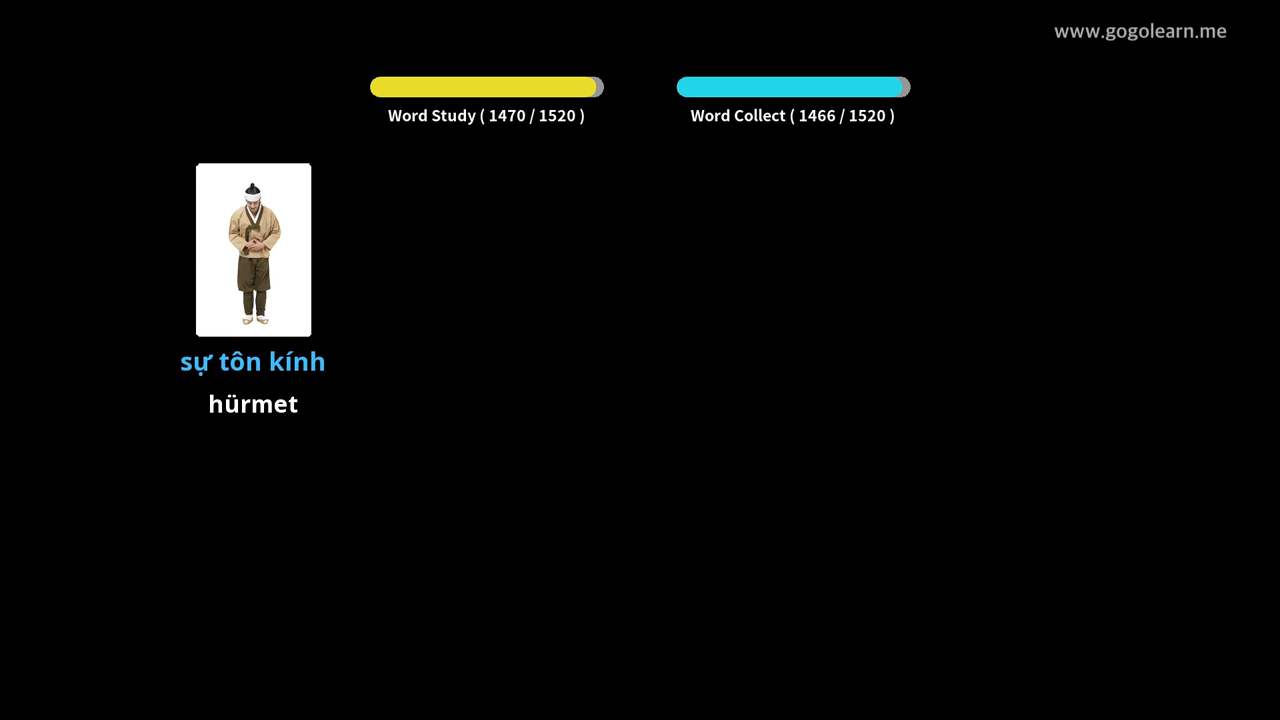 www.gogolearn.me
Word Study ( 1470 / 1520 )
Word Collect ( 1466 / 1520 )
sự tôn kính
hürmet